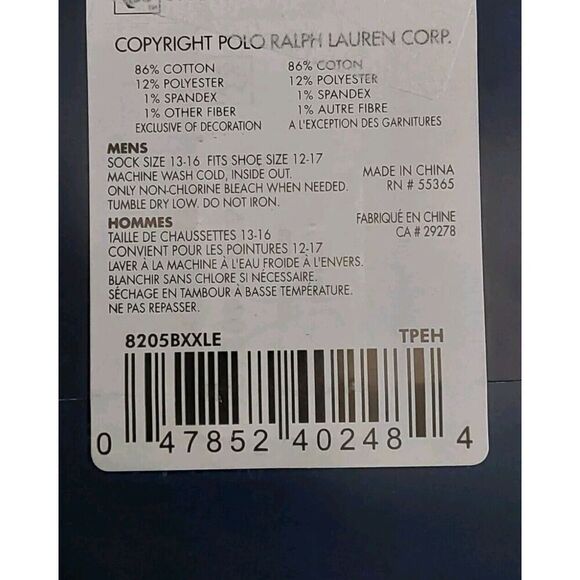 COPYRIGHT POLO RALPH LAUREN CORP.
86% COTTON
12% POLYESTER
1% SPANDEX
1% OTHER FIBER
EXCLUSIVE OF DECORATION
86% COTON
12% POLYESTER
1% SPANDEX
1% AUTRE FIBRE
A L'EXCEPTION DES GARNITURES
MENS
SOCK SIZE 13-16 FITS SHOE SIZE 12-17
MACHINE WASH COLD, INSIDE OUT.
ONLY NON-CHLORINE BLEACH WHEN NEEDED.
TUMBLE DRY LOW. DO NOT IRON.
MADE IN CHINA
RN # 55365
HOMMES
TAILLE DE CHAUSSETTES 13-16
CONVIENT POUR LES POINTURES 12-17
LAVER À LA MACHINE À L'EAU FROIDE À L'ENVERS.
BLANCHIR SANS CHLORE SI NÉCESSAIRE.
SÉCHAGE EN TAMBOUR À BASSE TEMPÉRATURE.
NE PAS REPASSER.
FABRIQUÉ EN CHINE
CA # 29278
8205BXXLE
TPEH
0 47852 40248 4